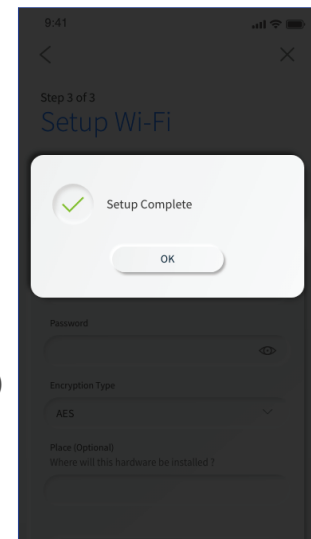 9:41
Step 3 of 3
Setup Wi-Fi
Setup Complete
OK
Password
Encryption Type
AES
Place (Optional)
Where will this hardware be installed ?